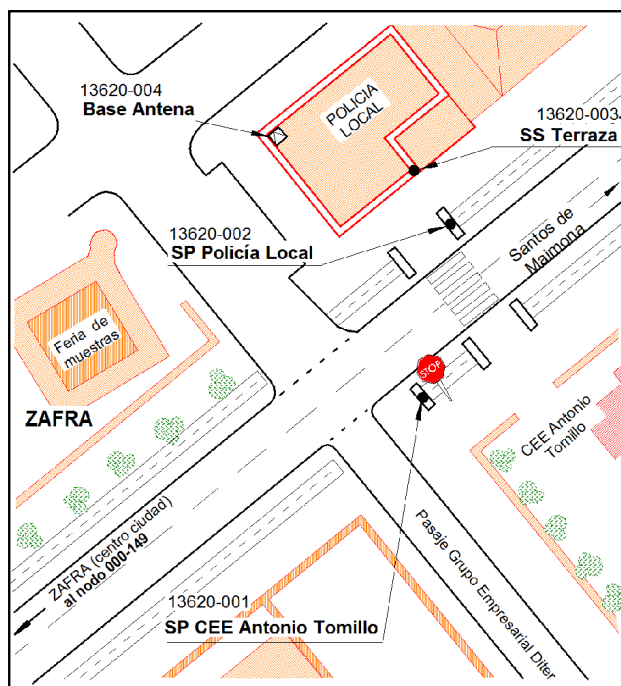 13620-004
Base Antena
POLICIA
LOCAL
13620-003
SS Terraza
13620-002
SP Policía Local
Santos de
Maimona
Feria de
muestras
ZAFRA
STOP
CEE Antonio
Tomillo
ZAFRA (centro ciudad)
al nodo 000-149
13620-001
SP CEE Antonio Tomillo
Pasaje Grupo Empresarial Diter